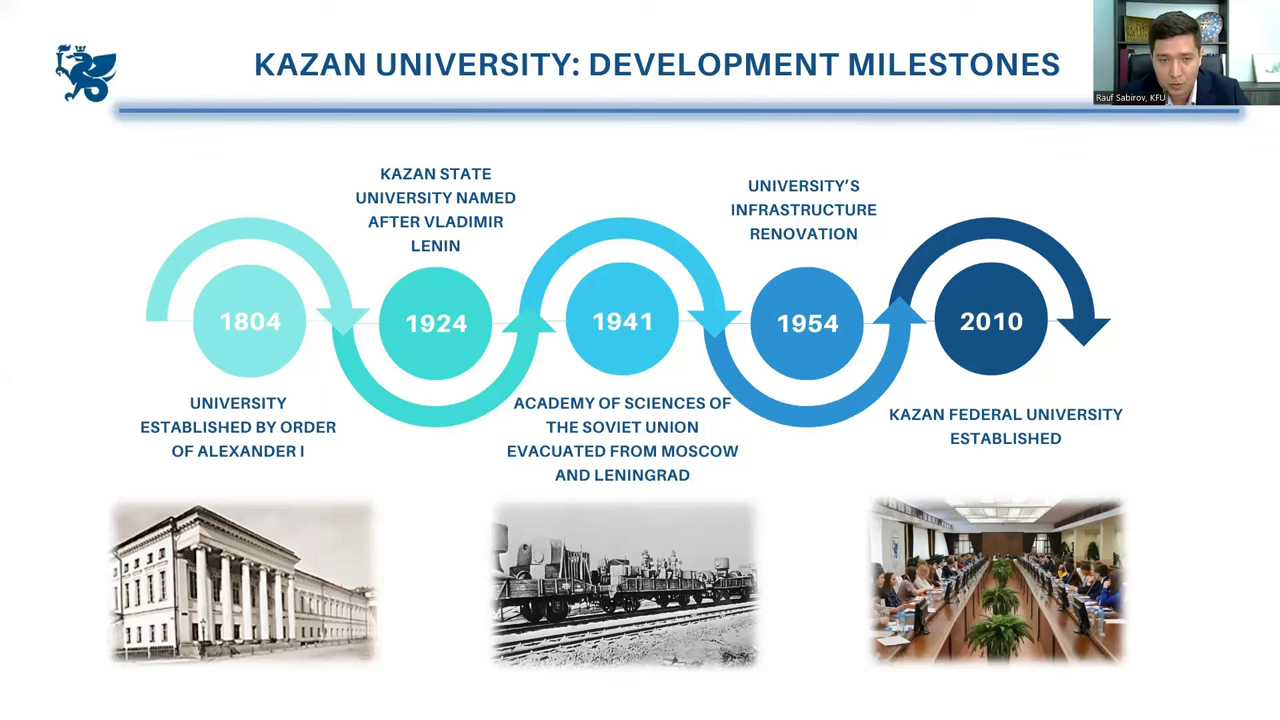 KAZAN UNIVERSITY: DEVELOPMENT MILESTONES
Rauf Sabirov, KFU
KAZAN STATE
UNIVERSITY NAMED
AFTER VLADIMIR
LENIN
UNIVERSITY’S
INFRASTRUCTURE
RENOVATION
1804
1924
1941
1954
2010
UNIVERSITY
ESTABLISHED BY ORDER
OF ALEXANDER I
ACADEMY OF SCIENCES OF
THE SOVIET UNION
EVACUATED FROM MOSCOW
AND LENINGRAD
KAZAN FEDERAL UNIVERSITY
ESTABLISHED